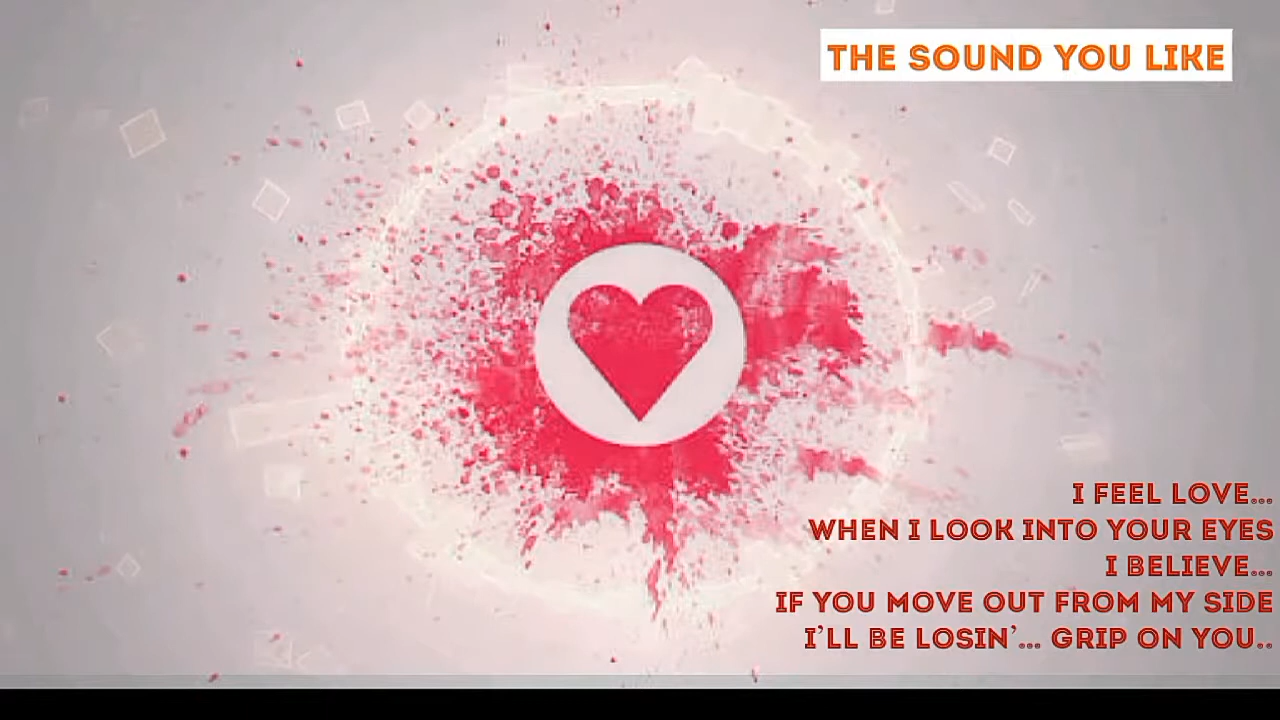 THE SOUND YOU LIKE
I FEEL LOVE...
WHEN I LOOK INTO YOUR EYES
I BELIEVE...
IF YOU MOVE OUT FROM MY SIDE
I'LL BE LOSIN'... GRIP ON YOU..